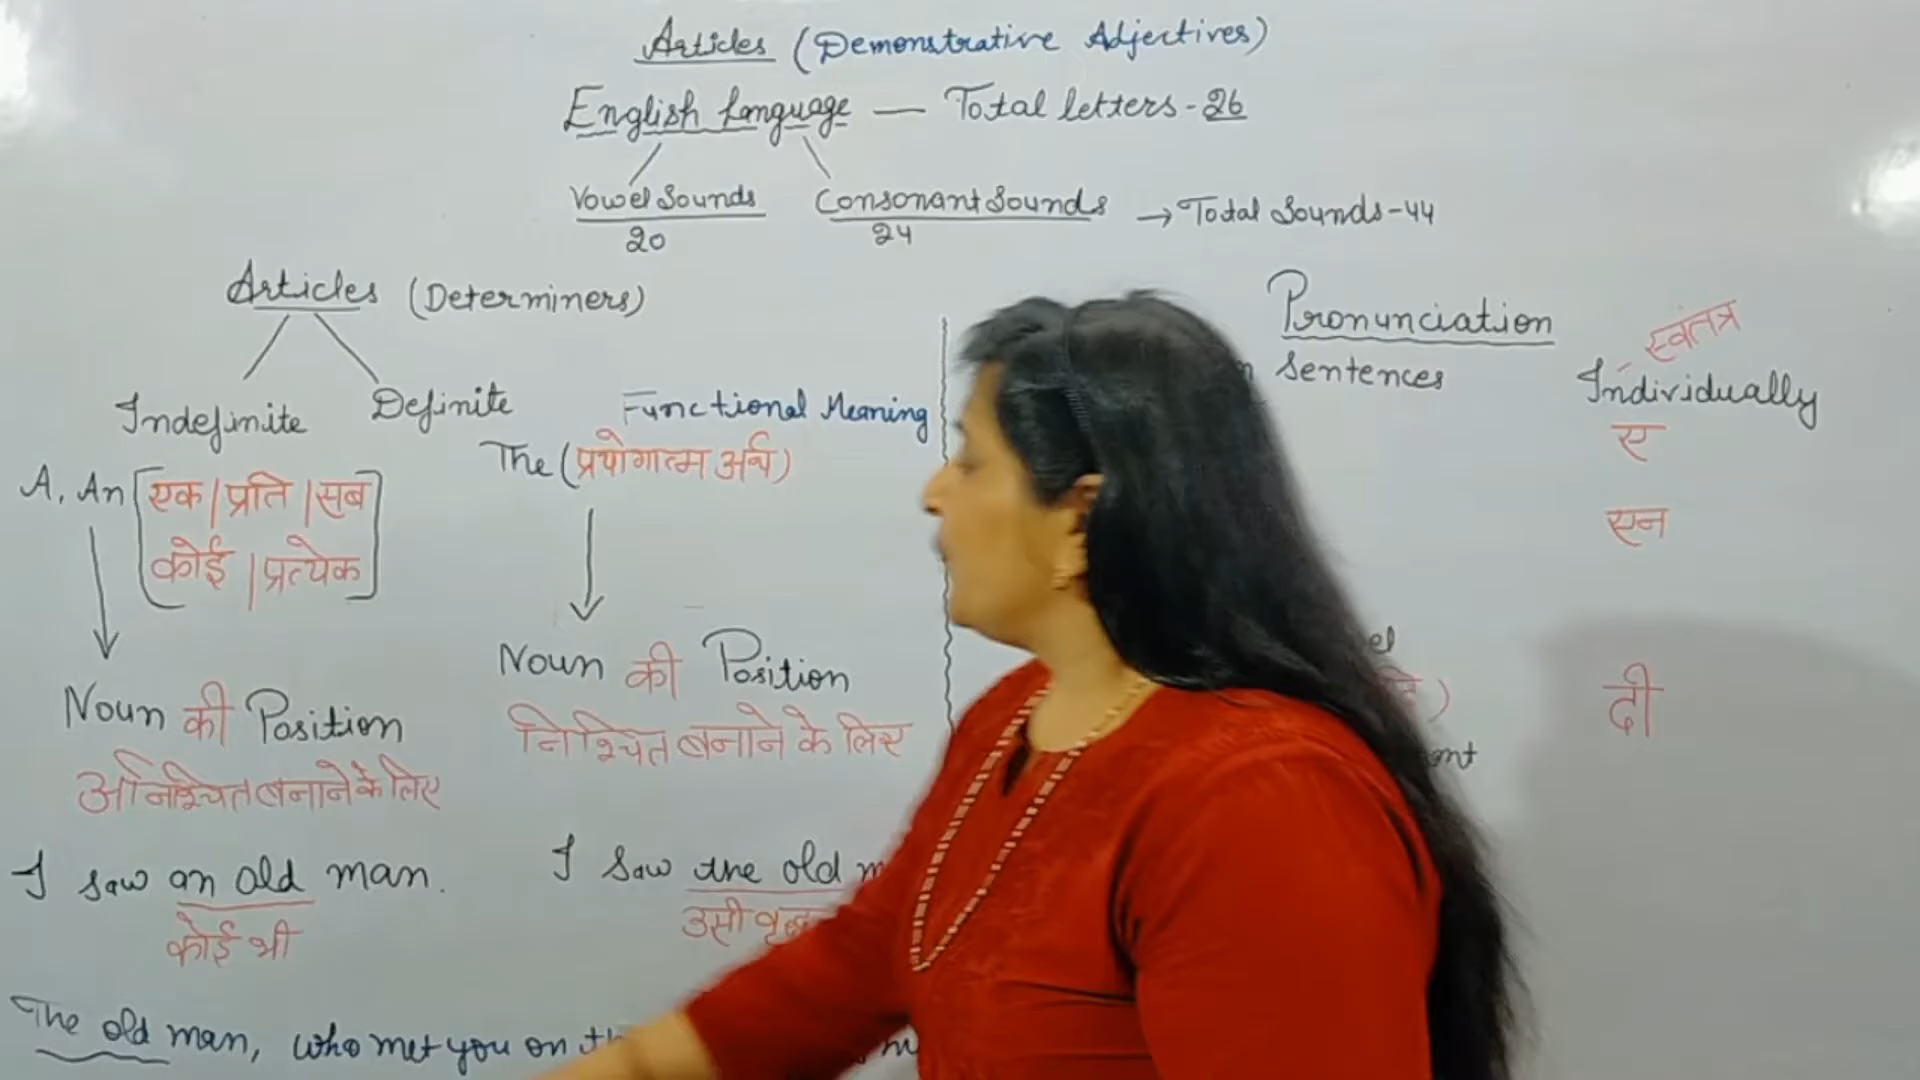 Articles (Demonstrative Adjectives)
English Language — Total letters - 26
Vowel Sounds Consonant Sounds → Total Sounds - 44
20 24
Articles (Determiners)
Indefinite Definite Functional Meaning
A, An [एक | प्रति | सब
कोई | प्रत्येक]
The (प्रयोगात्म अर्थ)
Noun की Position
अनिश्चित बनाने के लिए
Noun की Position
निश्चित बनाने के लिए
I saw an old man.
कोई भी
I saw the old
उसी
The old man, who met you on
Pronunciation
Sentences
स्वतंत्र
Individually
ए
एन
दी